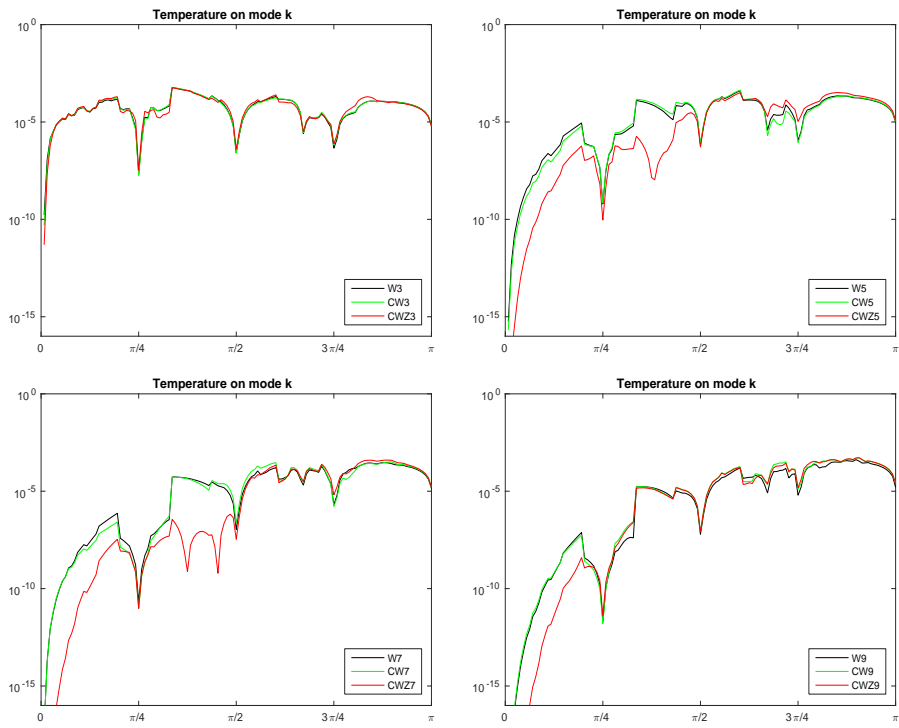 Temperature on mode k
10^0
10^-5
10^-10
10^-15
W3
CW3
CWZ3
0 π/4 π/2 3π/4 π
Temperature on mode k
10^0
10^-5
10^-10
10^-15
W5
CW5
CWZ5
0 π/4 π/2 3π/4 π
Temperature on mode k
10^0
10^-5
10^-10
10^-15
W7
CW7
CWZ7
0 π/4 π/2 3π/4 π
Temperature on mode k
10^0
10^-5
10^-10
10^-15
W9
CW9
CWZ9
0 π/4 π/2 3π/4 π